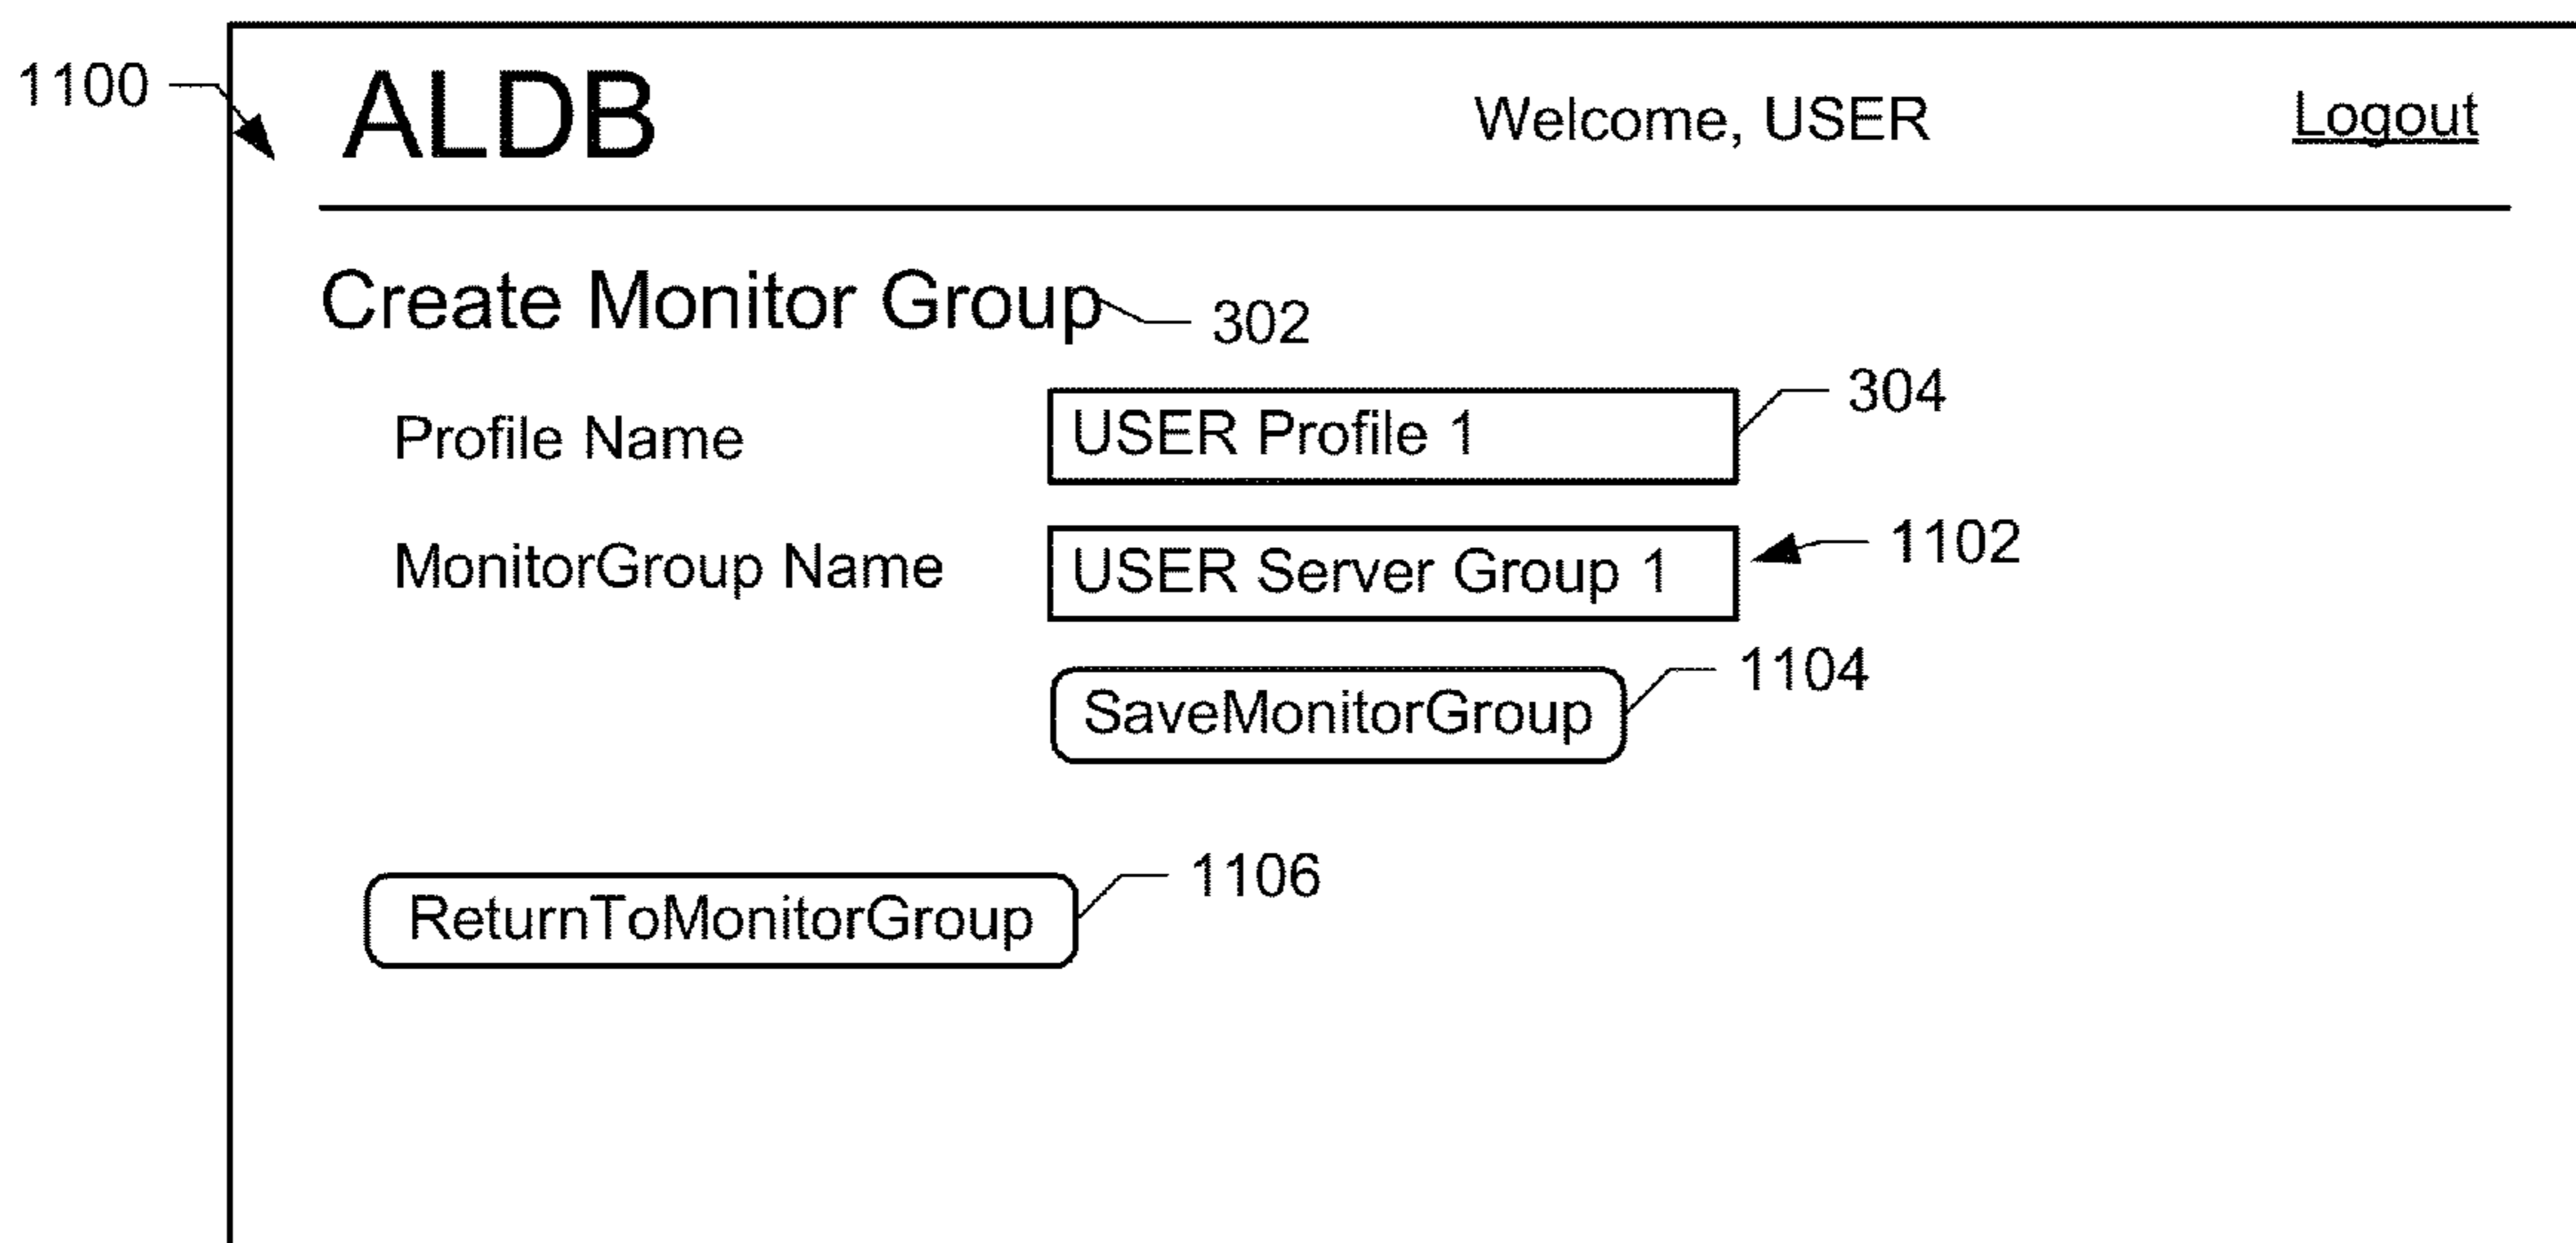 1100
ALDB Welcome, USER Logout
Create Monitor Group 302
304
Profile Name USER Profile 1
MonitorGroup Name USER Server Group 1 1102
1104
SaveMonitorGroup
1106
ReturnToMonitorGroup